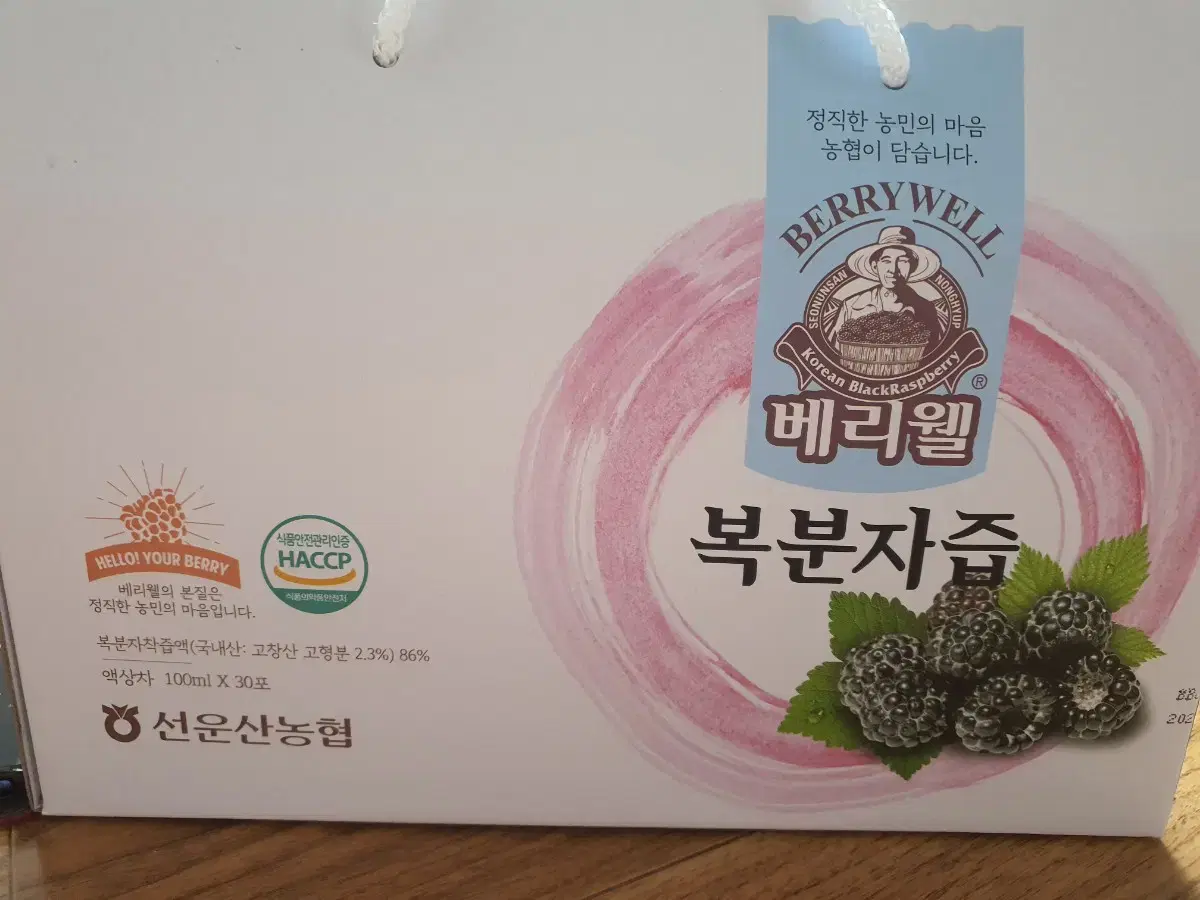 정직한 농민의 마음
농협이 담습니다.
BERRYWELL
SEONUNSAN NONGHYUP
Korean BlackRaspberry
®
베리웰
복분자즙
HELLO! YOUR BERRY
베리웰의 본질은
정직한 농민의 마음입니다.
식품안전관리인증
HACCP
식품의약품안전처
복분자착즙액(국내산: 고창산 고형분 2.3%) 86%
액상차 100ml X 30포
선운산농협
202